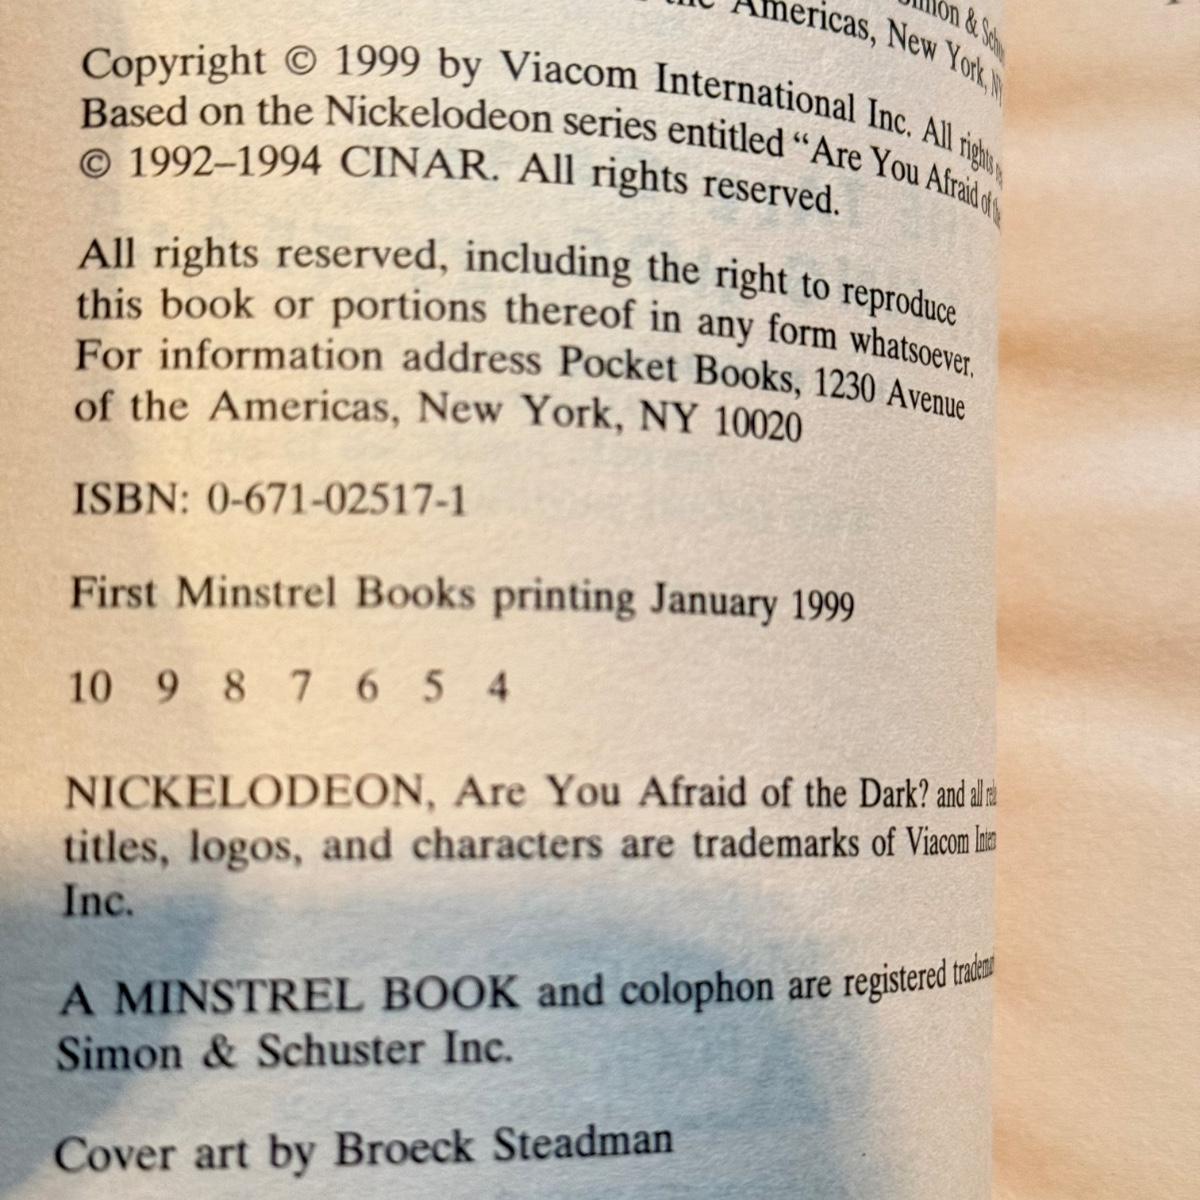 Americas, New York, NY
Copyright © 1999 by Viacom International Inc. All rights
Based on the Nickelodeon series entitled “Are You Afraid of the
© 1992–1994 CINAR. All rights reserved.
All rights reserved, including the right to reproduce
this book or portions thereof in any form whatsoever.
For information address Pocket Books, 1230 Avenue
of the Americas, New York, NY 10020
ISBN: 0-671-02517-1
First Minstrel Books printing January 1999
10 9 8 7 6 5 4
NICKELODEON, Are You Afraid of the Dark? and all
titles, logos, and characters are trademarks of Viacom
Inc.
A MINSTREL BOOK and colophon are registered
Simon & Schuster Inc.
Cover art by Broeck Steadman